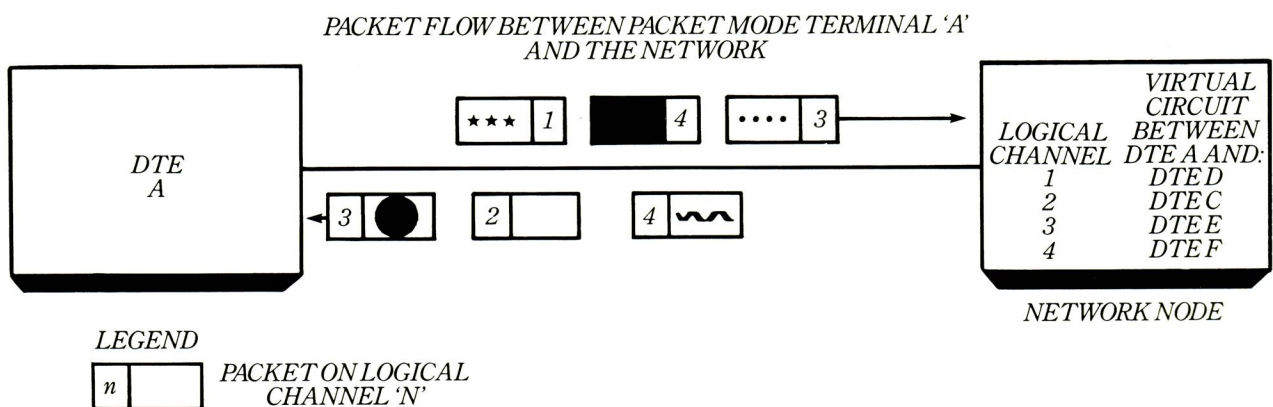 PACKET FLOW BETWEEN PACKET MODE TERMINAL ‘A’
AND THE NETWORK
DTE
A
1
4
3
3
2
4
VIRTUAL
CIRCUIT
LOGICAL BETWEEN
CHANNEL DTE A AND:
1 DTE D
2 DTE C
3 DTE E
4 DTE F
NETWORK NODE
LEGEND
n
PACKET ON LOGICAL
CHANNEL ‘N’